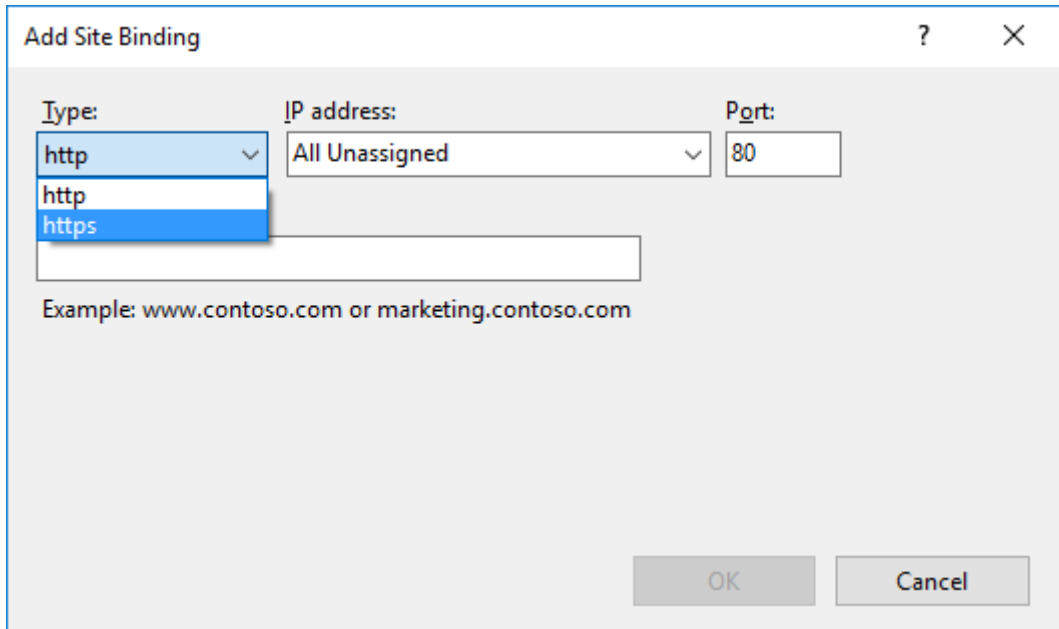 Add Site Binding ?
Type: IP address: Port:
http All Unassigned 80
http
https
Example: www.contoso.com or marketing.contoso.com
OK Cancel